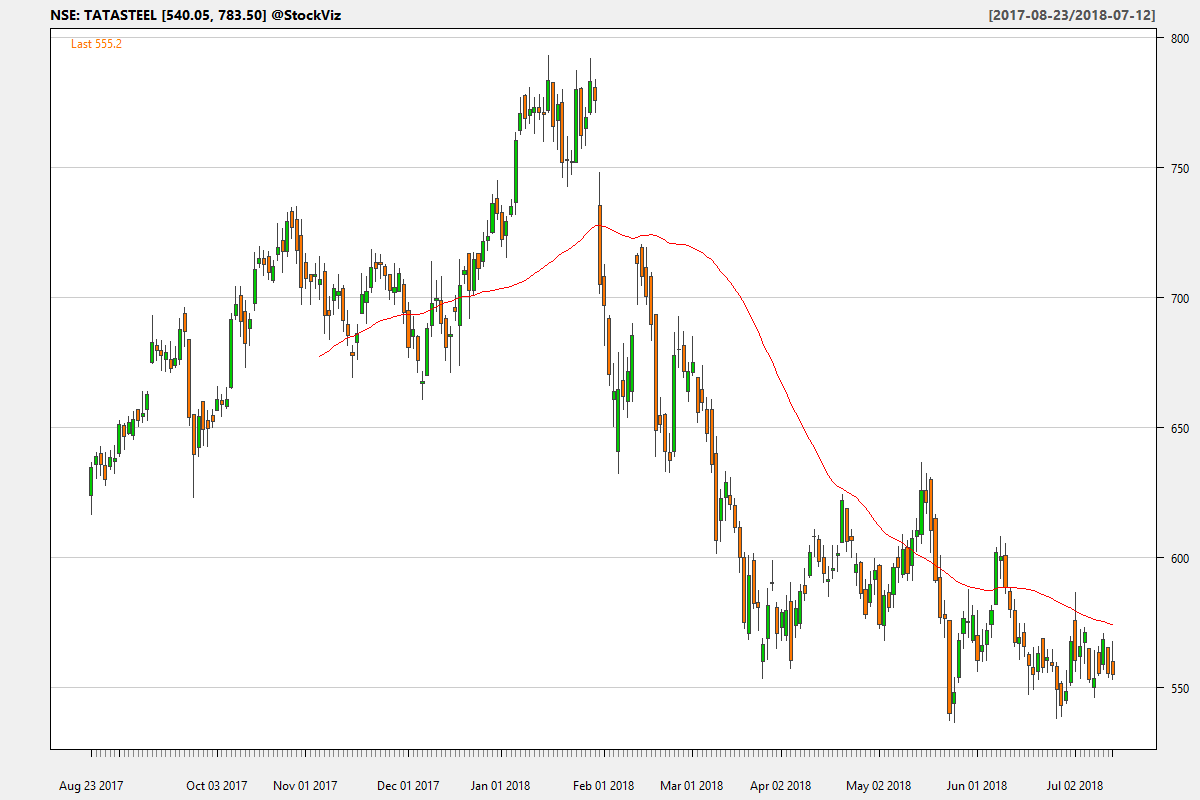 NSE: TATASTEEL [540.05, 783.50] @StockViz [2017-08-23/2018-07-12]
Last 555.2
800
750
700
650
600
550
Aug 23 2017 Oct 03 2017 Nov 01 2017 Dec 01 2017 Jan 01 2018 Feb 01 2018 Mar 01 2018 Apr 02 2018 May 02 2018 Jun 01 2018 Jul 02 2018